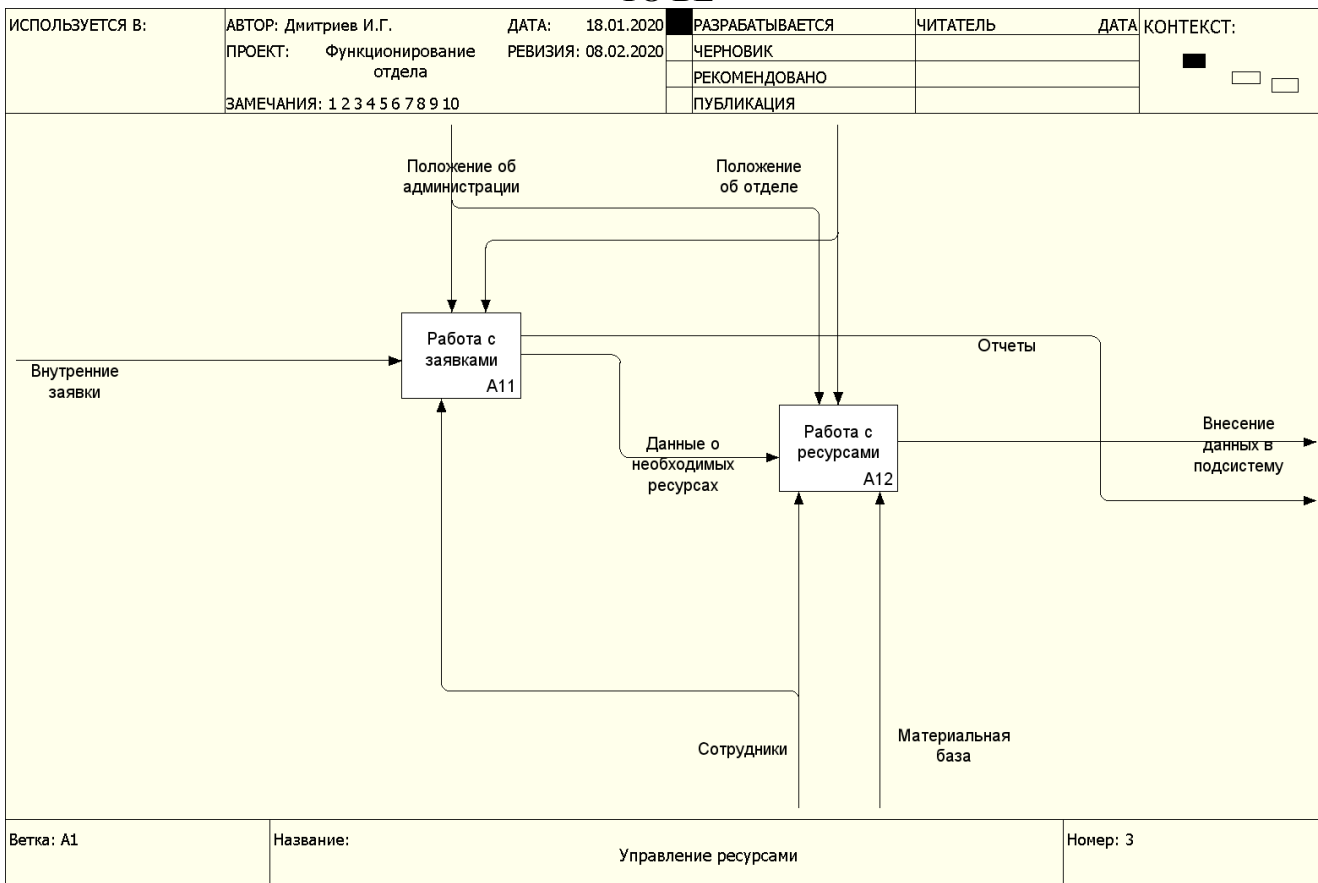 TO-BE
ИСПОЛЬЗУЕТСЯ В:
АВТОР: Дмитриев И.Г.
ДАТА: 18.01.2020
ПРОЕКТ: Функционирование
отдела
РЕВИЗИЯ: 08.02.2020
ЗАМЕЧАНИЯ: 1 2 3 4 5 6 7 8 9 10
РАЗРАБАТЫВАЕТСЯ
ЧЕРНОВИК
РЕКОМЕНДОВАНО
ПУБЛИКАЦИЯ
ЧИТАТЕЛЬ ДАТА
КОНТЕКСТ:
Положение об
администрации
Положение
об отделе
Работа с
заявками
A11
Внутренние
заявки
Отчеты
Данные о
необходимых
ресурсах
Работа с
ресурсами
A12
Внесение
данных в
подсистему
Сотрудники
Материальная
база
Ветка: A1
Название:
Управление ресурсами
Номер: 3